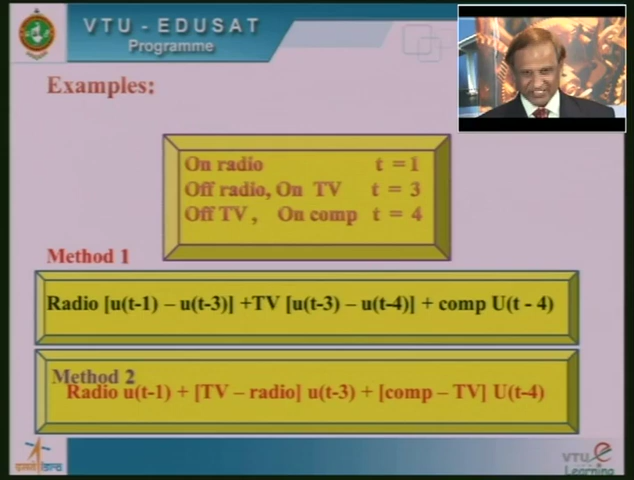 VTU - EDUSAT
Programme
Examples:
On radio t = 1
Off radio, On TV t = 3
Off TV , On comp t = 4
Method 1
Radio [u(t-1) – u(t-3)] +TV [u(t-3) – u(t-4)] + comp U(t - 4)
Method 2
Radio u(t-1) + [TV – radio] u(t-3) + [comp – TV] U(t-4)
इसरो isro
VTU e
Learning